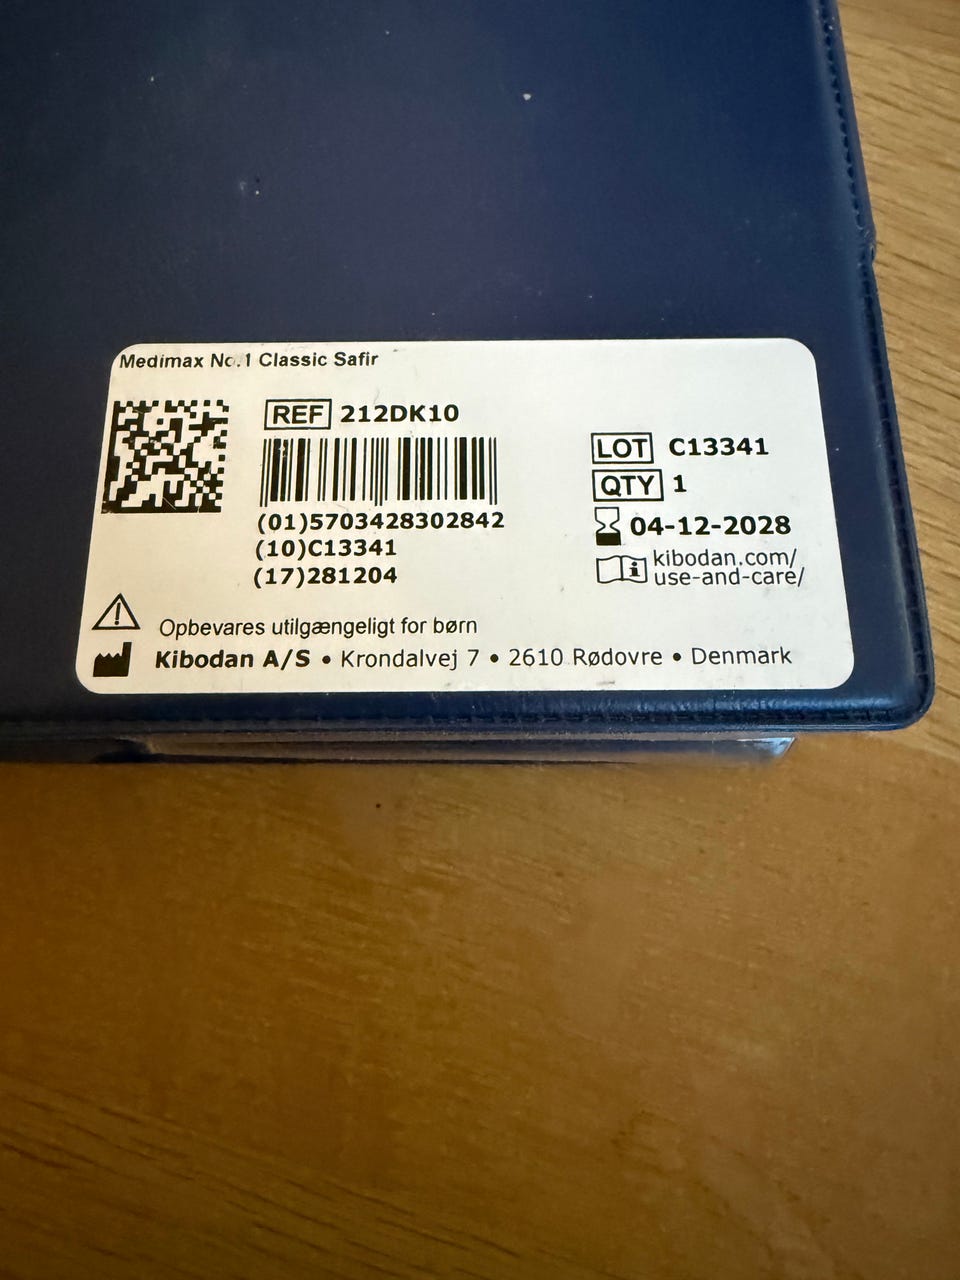 Medimax No.1 Classic Safir
REF 212DK10
(01)5703428302842
(10)C13341
(17)281204
LOT C13341
QTY 1
04-12-2028
kibodan.com/
use-and-care/
Opbevares utilgængeligt for børn
Kibodan A/S • Krondalvej 7 • 2610 Rødovre • Denmark